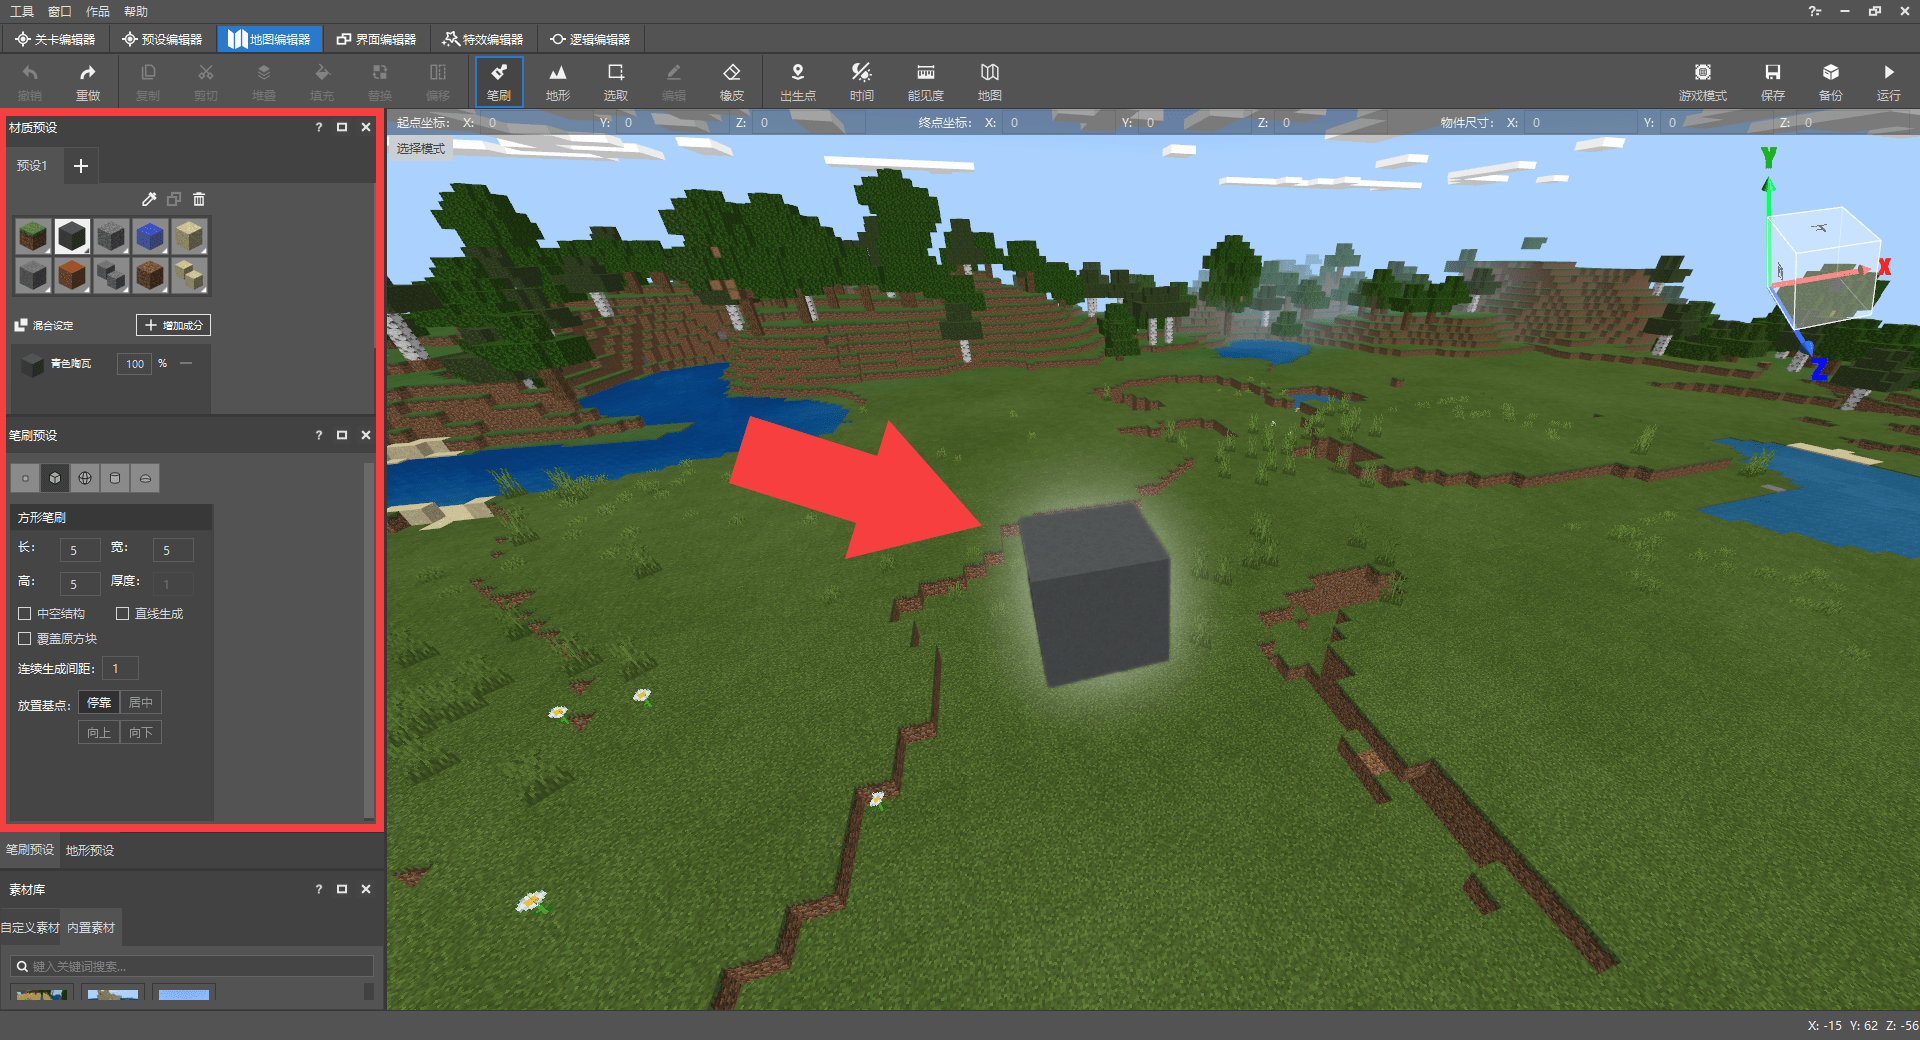 工具 窗口 作品 帮助
关卡编辑器 预设编辑器 地图编辑器 界面编辑器 特效编辑器 逻辑编辑器
撤销 重做 复制 剪切 堆叠 填充 替换 偏移 笔刷 地形 选取 编辑 橡皮 出生点 时间 能见度 地图 游戏模式 保存 备份 运行
起点坐标: X: 0 Y: 0 Z: 0 终点坐标: X: 0 Y: 0 Z: 0 物件尺寸: X: 0 Y: 0 Z: 0
选择模式
材质预设 ?
预设1 +
混合设定 + 增加成分
青色陶瓦 100 %
笔刷预设 ?
方形笔刷
长: 5 宽: 5
高: 5 厚度: 1
中空结构 直线生成
覆盖原方块
连续生成间距: 1
放置基点: 停靠 居中
向上 向下
笔刷预设 地形预设
素材库 ?
自定义素材 内置素材
键入关键词搜索...
Y
X
Z
X: -15 Y: 62 Z: -56